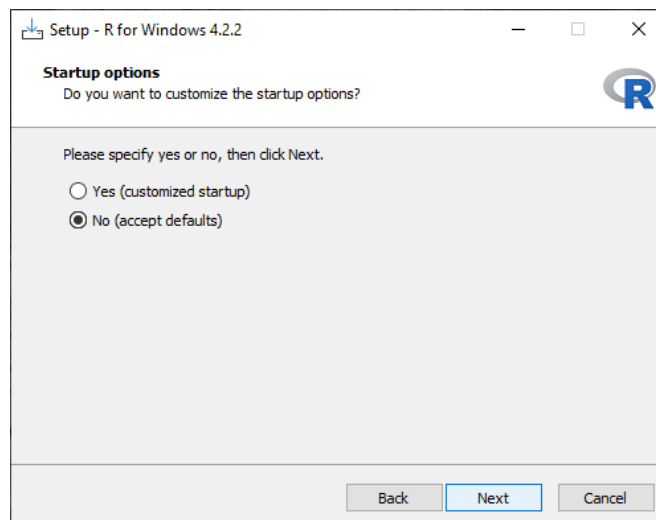 Setup - R for Windows 4.2.2
Startup options
Do you want to customize the startup options?
R
Please specify yes or no, then click Next.
Yes (customized startup)
No (accept defaults)
Back Next Cancel